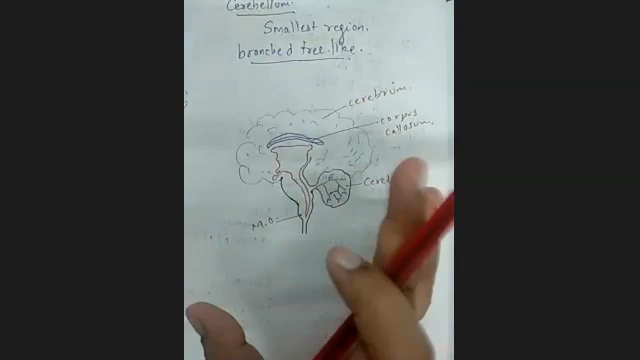 Cerebellum.
Smallest region.
branched tree like.
cerebrum.
corpus
callosum,
M.O.